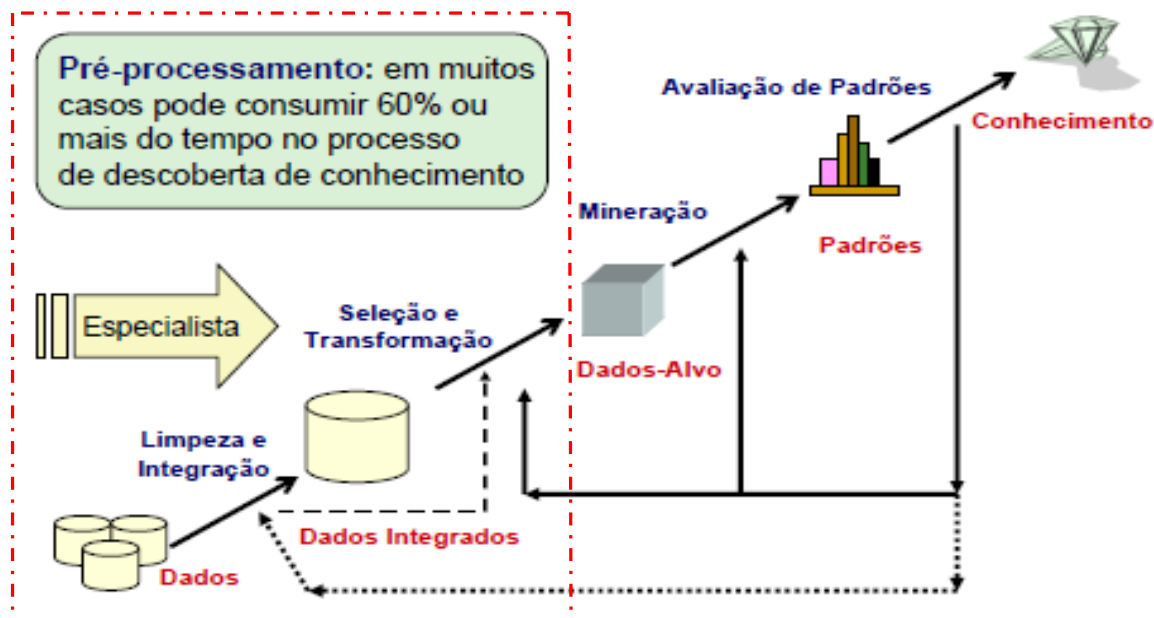 Pré-processamento: em muitos
casos pode consumir 60% ou
mais do tempo no processo
de descoberta de conhecimento
Avaliação de Padrões
Conhecimento
Mineração
Padrões
Especialista
Seleção e
Transformação
Dados-Alvo
Limpeza e
Integração
Dados Integrados
Dados